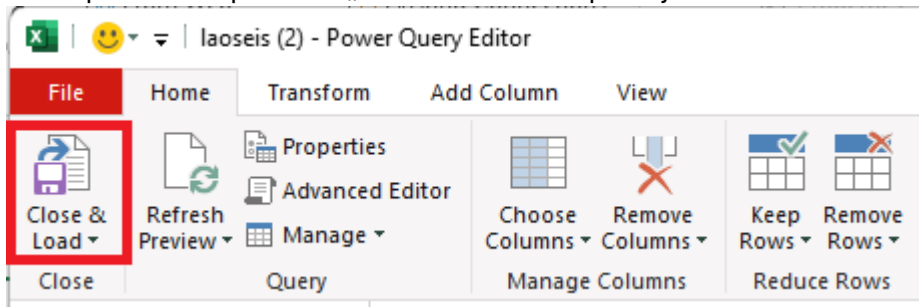 laoseis (2) - Power Query Editor
File Home Transform Add Column View
Close & Load
Refresh Preview
Properties
Advanced Editor
Manage
Choose Columns
Remove Columns
Keep Rows
Remove Rows
Close Query Manage Columns Reduce Rows